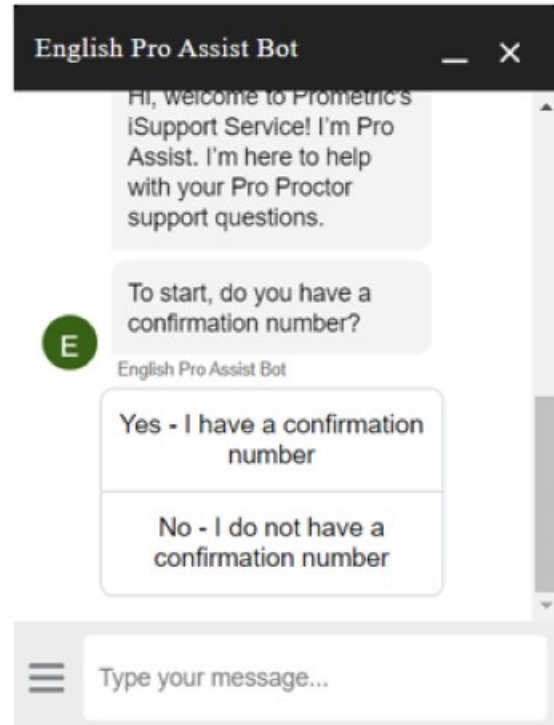 English Pro Assist Bot
Hi, welcome to Prometric's
iSupport Service! I'm Pro
Assist. I'm here to help
with your Pro Proctor
support questions.
To start, do you have a
confirmation number?
E
English Pro Assist Bot
Yes - I have a confirmation
number
No - I do not have a
confirmation number
Type your message...